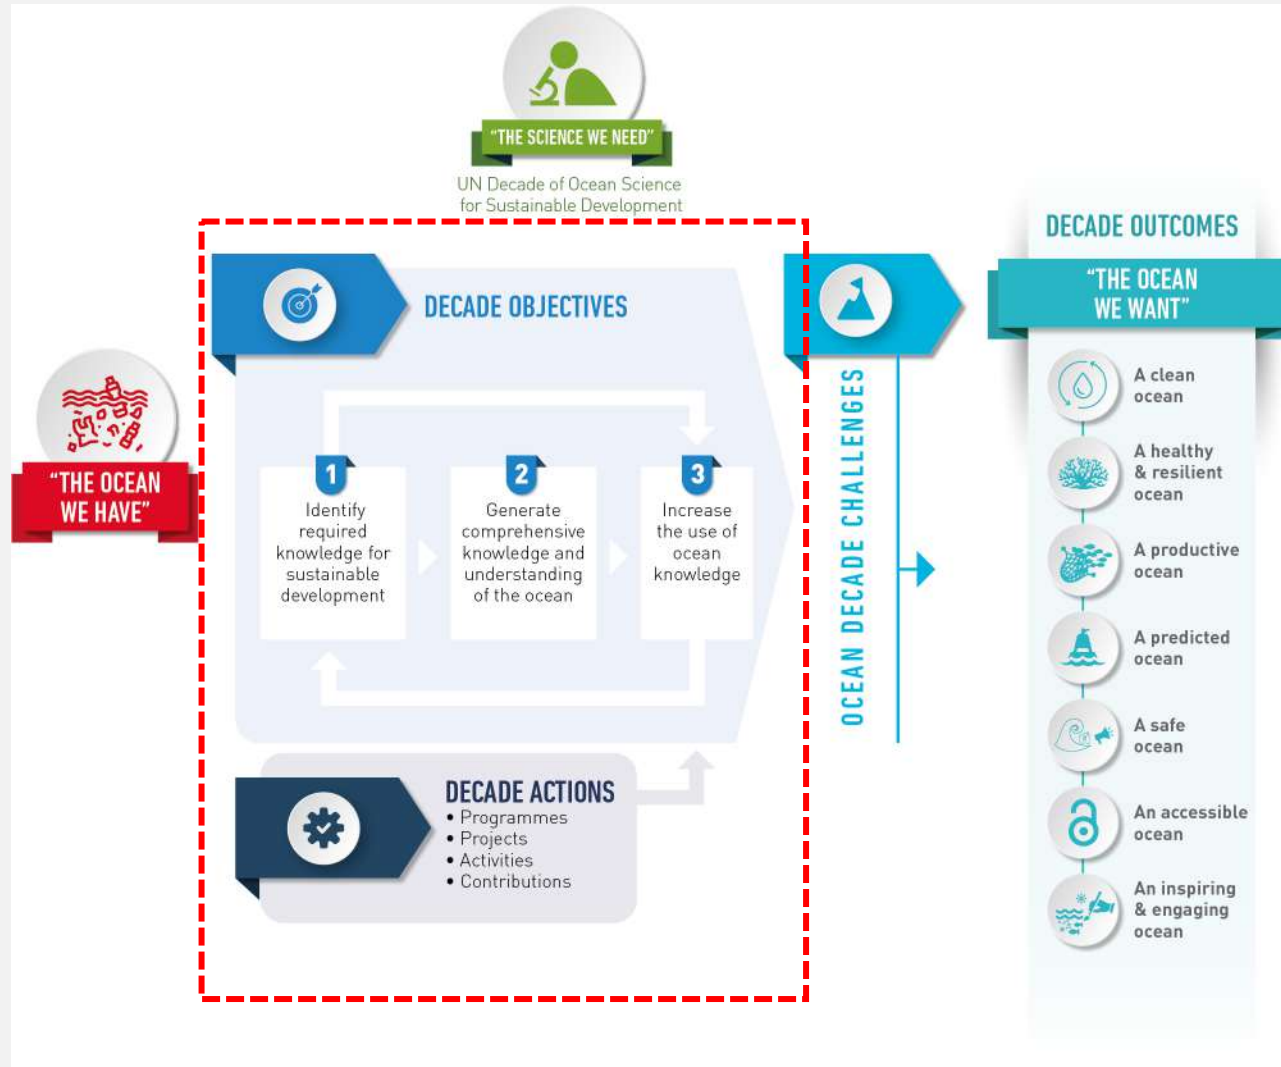 "THE SCIENCE WE NEED"
UN Decade of Ocean Science
for Sustainable Development
"THE OCEAN
WE HAVE"
DECADE OBJECTIVES
1
Identify
required
knowledge for
sustainable
development
2
Generate
comprehensive
knowledge and
understanding
of the ocean
3
Increase
the use of
ocean
knowledge
DECADE ACTIONS
• Programmes
• Projects
• Activities
• Contributions
OCEAN DECADE CHALLENGES
DECADE OUTCOMES
"THE OCEAN
WE WANT"
A clean
ocean
A healthy
& resilient
ocean
A productive
ocean
A predicted
ocean
A safe
ocean
An accessible
ocean
An inspiring
& engaging
ocean